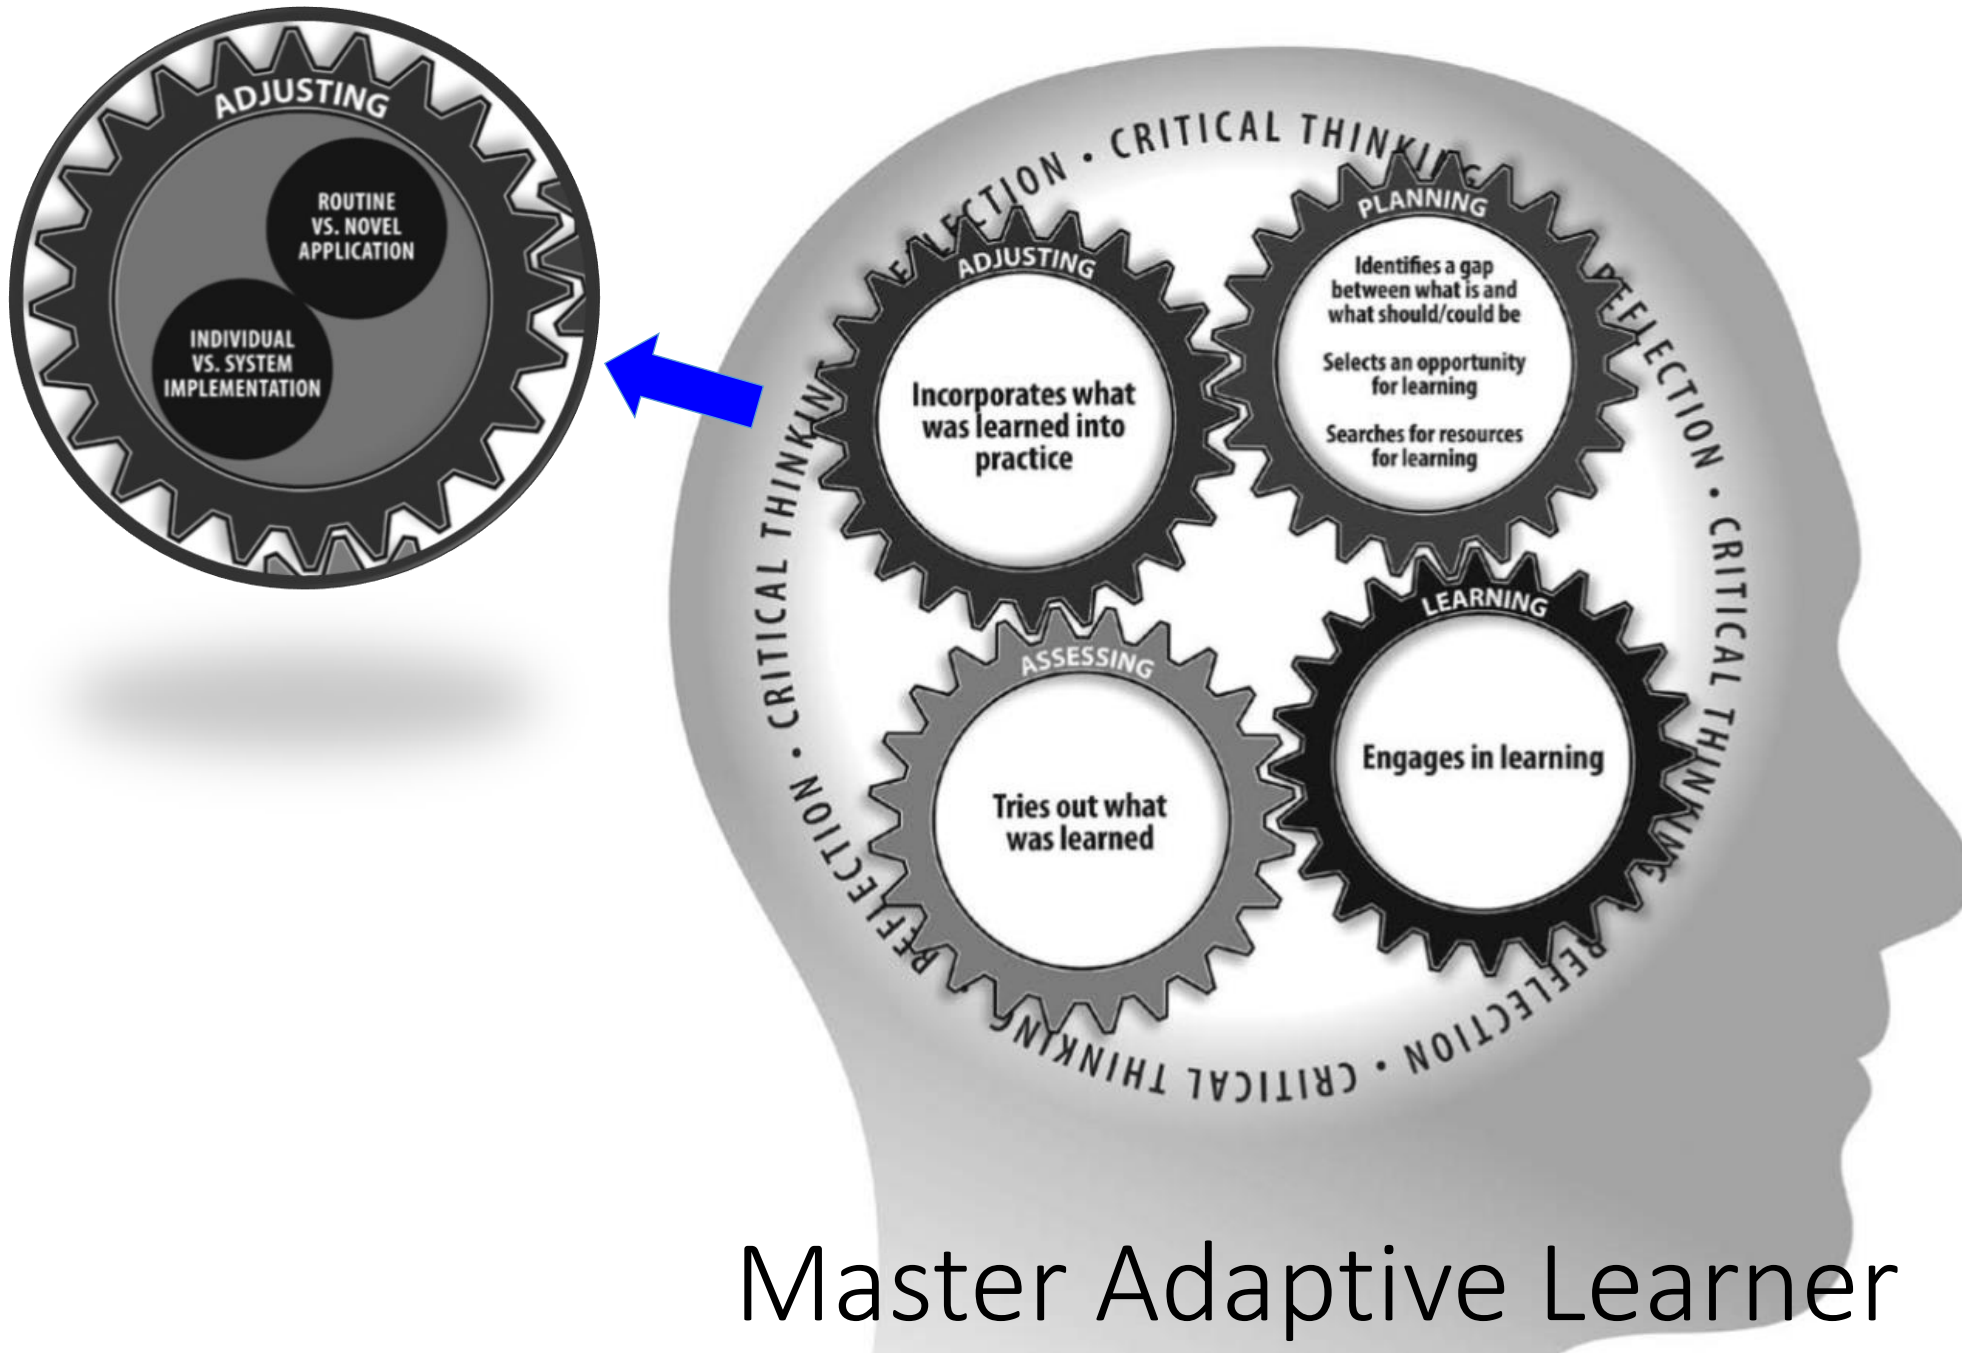 ADJUSTING
ROUTINE
VS. NOVEL
APPLICATION
INDIVIDUAL
VS. SYSTEM
IMPLEMENTATION
CRITICAL THINKING • REFLECTION • CRITICAL THINKING • REFLECTION • CRITICAL THINKING • REFLECTION • CRITICAL THINKING • REFLECTION •
ADJUSTING
Incorporates what
was learned into
practice
PLANNING
Identifies a gap
between what is and
what should/could be
Selects an opportunity
for learning
Searches for resources
for learning
LEARNING
Engages in learning
ASSESSING
Tries out what
was learned
Master Adaptive Learner